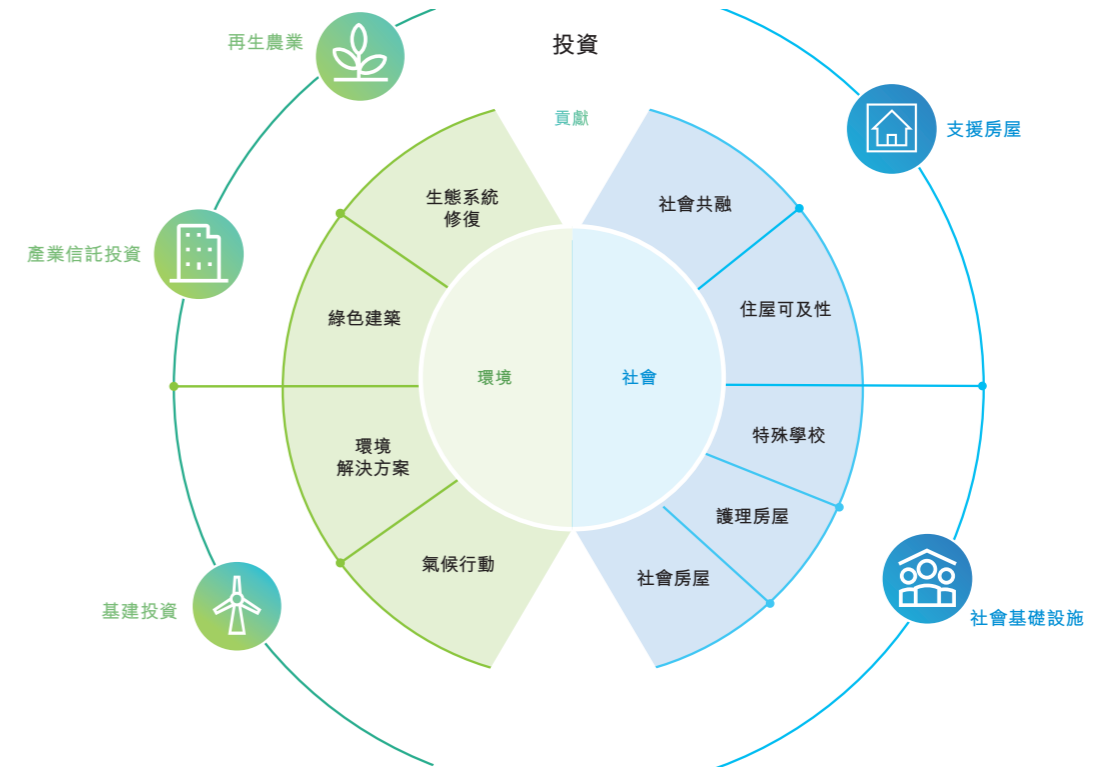 投資
再生農業
貢獻
支援房屋
生態系統
修復
社會共融
產業信託投資
綠色建築
住屋可及性
環境
社會
環境
解決方案
特殊學校
護理房屋
氣候行動
社會房屋
基建投資
社會基礎設施